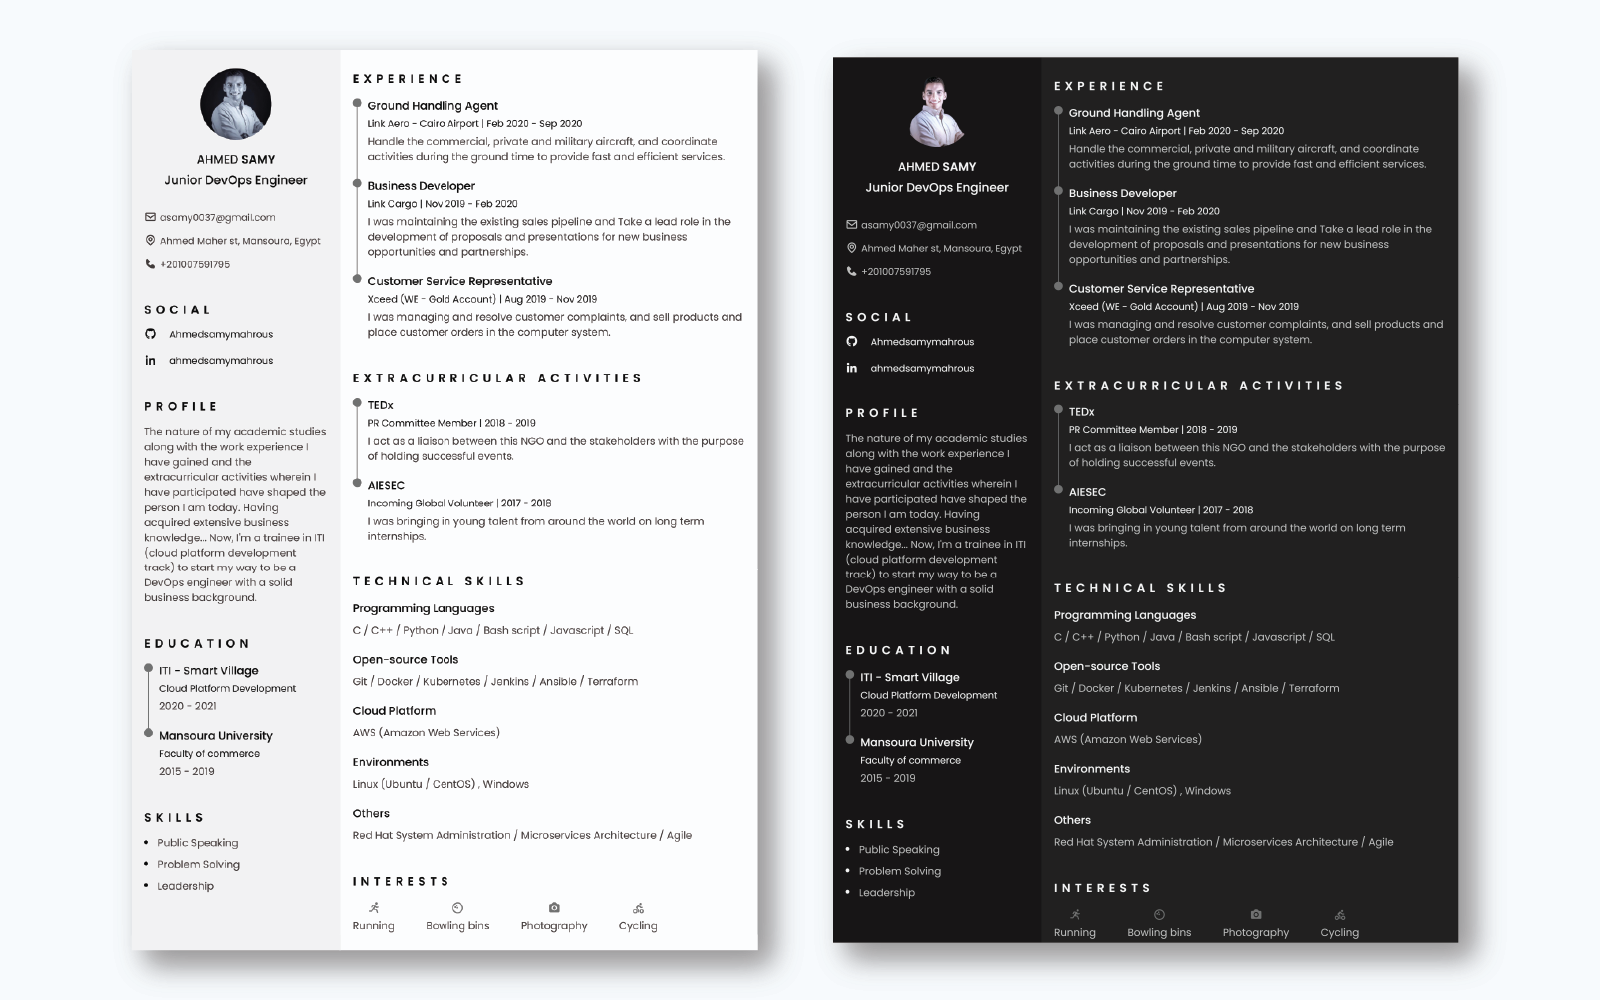 AHMED SAMY
Junior DevOps Engineer
asamy0037@gmail.com
Ahmed Maher st, Mansoura, Egypt
+201007591795
SOCIAL
Ahmedsamymahrous
ahmedsamymahrous
PROFILE
The nature of my academic studies
along with the work experience I
have gained and the
extracurricular activities wherein I
have participated have shaped the
person I am today. Having
acquired extensive business
knowledge... Now, I'm a trainee in ITI
(cloud platform development
track) to start my way to be a
DevOps engineer with a solid
business background.
EDUCATION
ITI - Smart Village
Cloud Platform Development
2020 - 2021
Mansoura University
Faculty of commerce
2015 - 2019
SKILLS
• Public Speaking
• Problem Solving
• Leadership
EXPERIENCE
Ground Handling Agent
Link Aero - Cairo Airport | Feb 2020 - Sep 2020
Handle the commercial, private and military aircraft, and coordinate
activities during the ground time to provide fast and efficient services.
Business Developer
Link Cargo | Nov 2019 - Feb 2020
I was maintaining the existing sales pipeline and Take a lead role in the
development of proposals and presentations for new business
opportunities and partnerships.
Customer Service Representative
Xceed (WE - Gold Account) | Aug 2019 - Nov 2019
I was managing and resolve customer complaints, and sell products and
place customer orders in the computer system.
EXTRACURRICULAR ACTIVITIES
TEDx
PR Committee Member | 2018 - 2019
I act as a liaison between this NGO and the stakeholders with the purpose
of holding successful events.
AIESEC
Incoming Global Volunteer | 2017 - 2018
I was bringing in young talent from around the world on long term
internships.
TECHNICAL SKILLS
Programming Languages
C / C++ / Python / Java / Bash script / Javascript / SQL
Open-source Tools
Git / Docker / Kubernetes / Jenkins / Ansible / Terraform
Cloud Platform
AWS (Amazon Web Services)
Environments
Linux (Ubuntu / CentOS) , Windows
Others
Red Hat System Administration / Microservices Architecture / Agile
INTERESTS
Running Bowling bins Photography Cycling
AHMED SAMY
Junior DevOps Engineer
asamy0037@gmail.com
Ahmed Maher st, Mansoura, Egypt
+201007591795
SOCIAL
Ahmedsamymahrous
ahmedsamymahrous
PROFILE
The nature of my academic studies
along with the work experience I
have gained and the
extracurricular activities wherein I
have participated have shaped the
person I am today. Having
acquired extensive business
knowledge... Now, I'm a trainee in ITI
(cloud platform development
track) to start my way to be a
DevOps engineer with a solid
business background.
EDUCATION
ITI - Smart Village
Cloud Platform Development
2020 - 2021
Mansoura University
Faculty of commerce
2015 - 2019
SKILLS
• Public Speaking
• Problem Solving
• Leadership
EXPERIENCE
Ground Handling Agent
Link Aero - Cairo Airport | Feb 2020 - Sep 2020
Handle the commercial, private and military aircraft, and coordinate
activities during the ground time to provide fast and efficient services.
Business Developer
Link Cargo | Nov 2019 - Feb 2020
I was maintaining the existing sales pipeline and Take a lead role in the
development of proposals and presentations for new business
opportunities and partnerships.
Customer Service Representative
Xceed (WE - Gold Account) | Aug 2019 - Nov 2019
I was managing and resolve customer complaints, and sell products and
place customer orders in the computer system.
EXTRACURRICULAR ACTIVITIES
TEDx
PR Committee Member | 2018 - 2019
I act as a liaison between this NGO and the stakeholders with the purpose
of holding successful events.
AIESEC
Incoming Global Volunteer | 2017 - 2018
I was bringing in young talent from around the world on long term
internships.
TECHNICAL SKILLS
Programming Languages
C / C++ / Python / Java / Bash script / Javascript / SQL
Open-source Tools
Git / Docker / Kubernetes / Jenkins / Ansible / Terraform
Cloud Platform
AWS (Amazon Web Services)
Environments
Linux (Ubuntu / CentOS) , Windows
Others
Red Hat System Administration / Microservices Architecture / Agile
INTERESTS
Running Bowling bins Photography Cycling